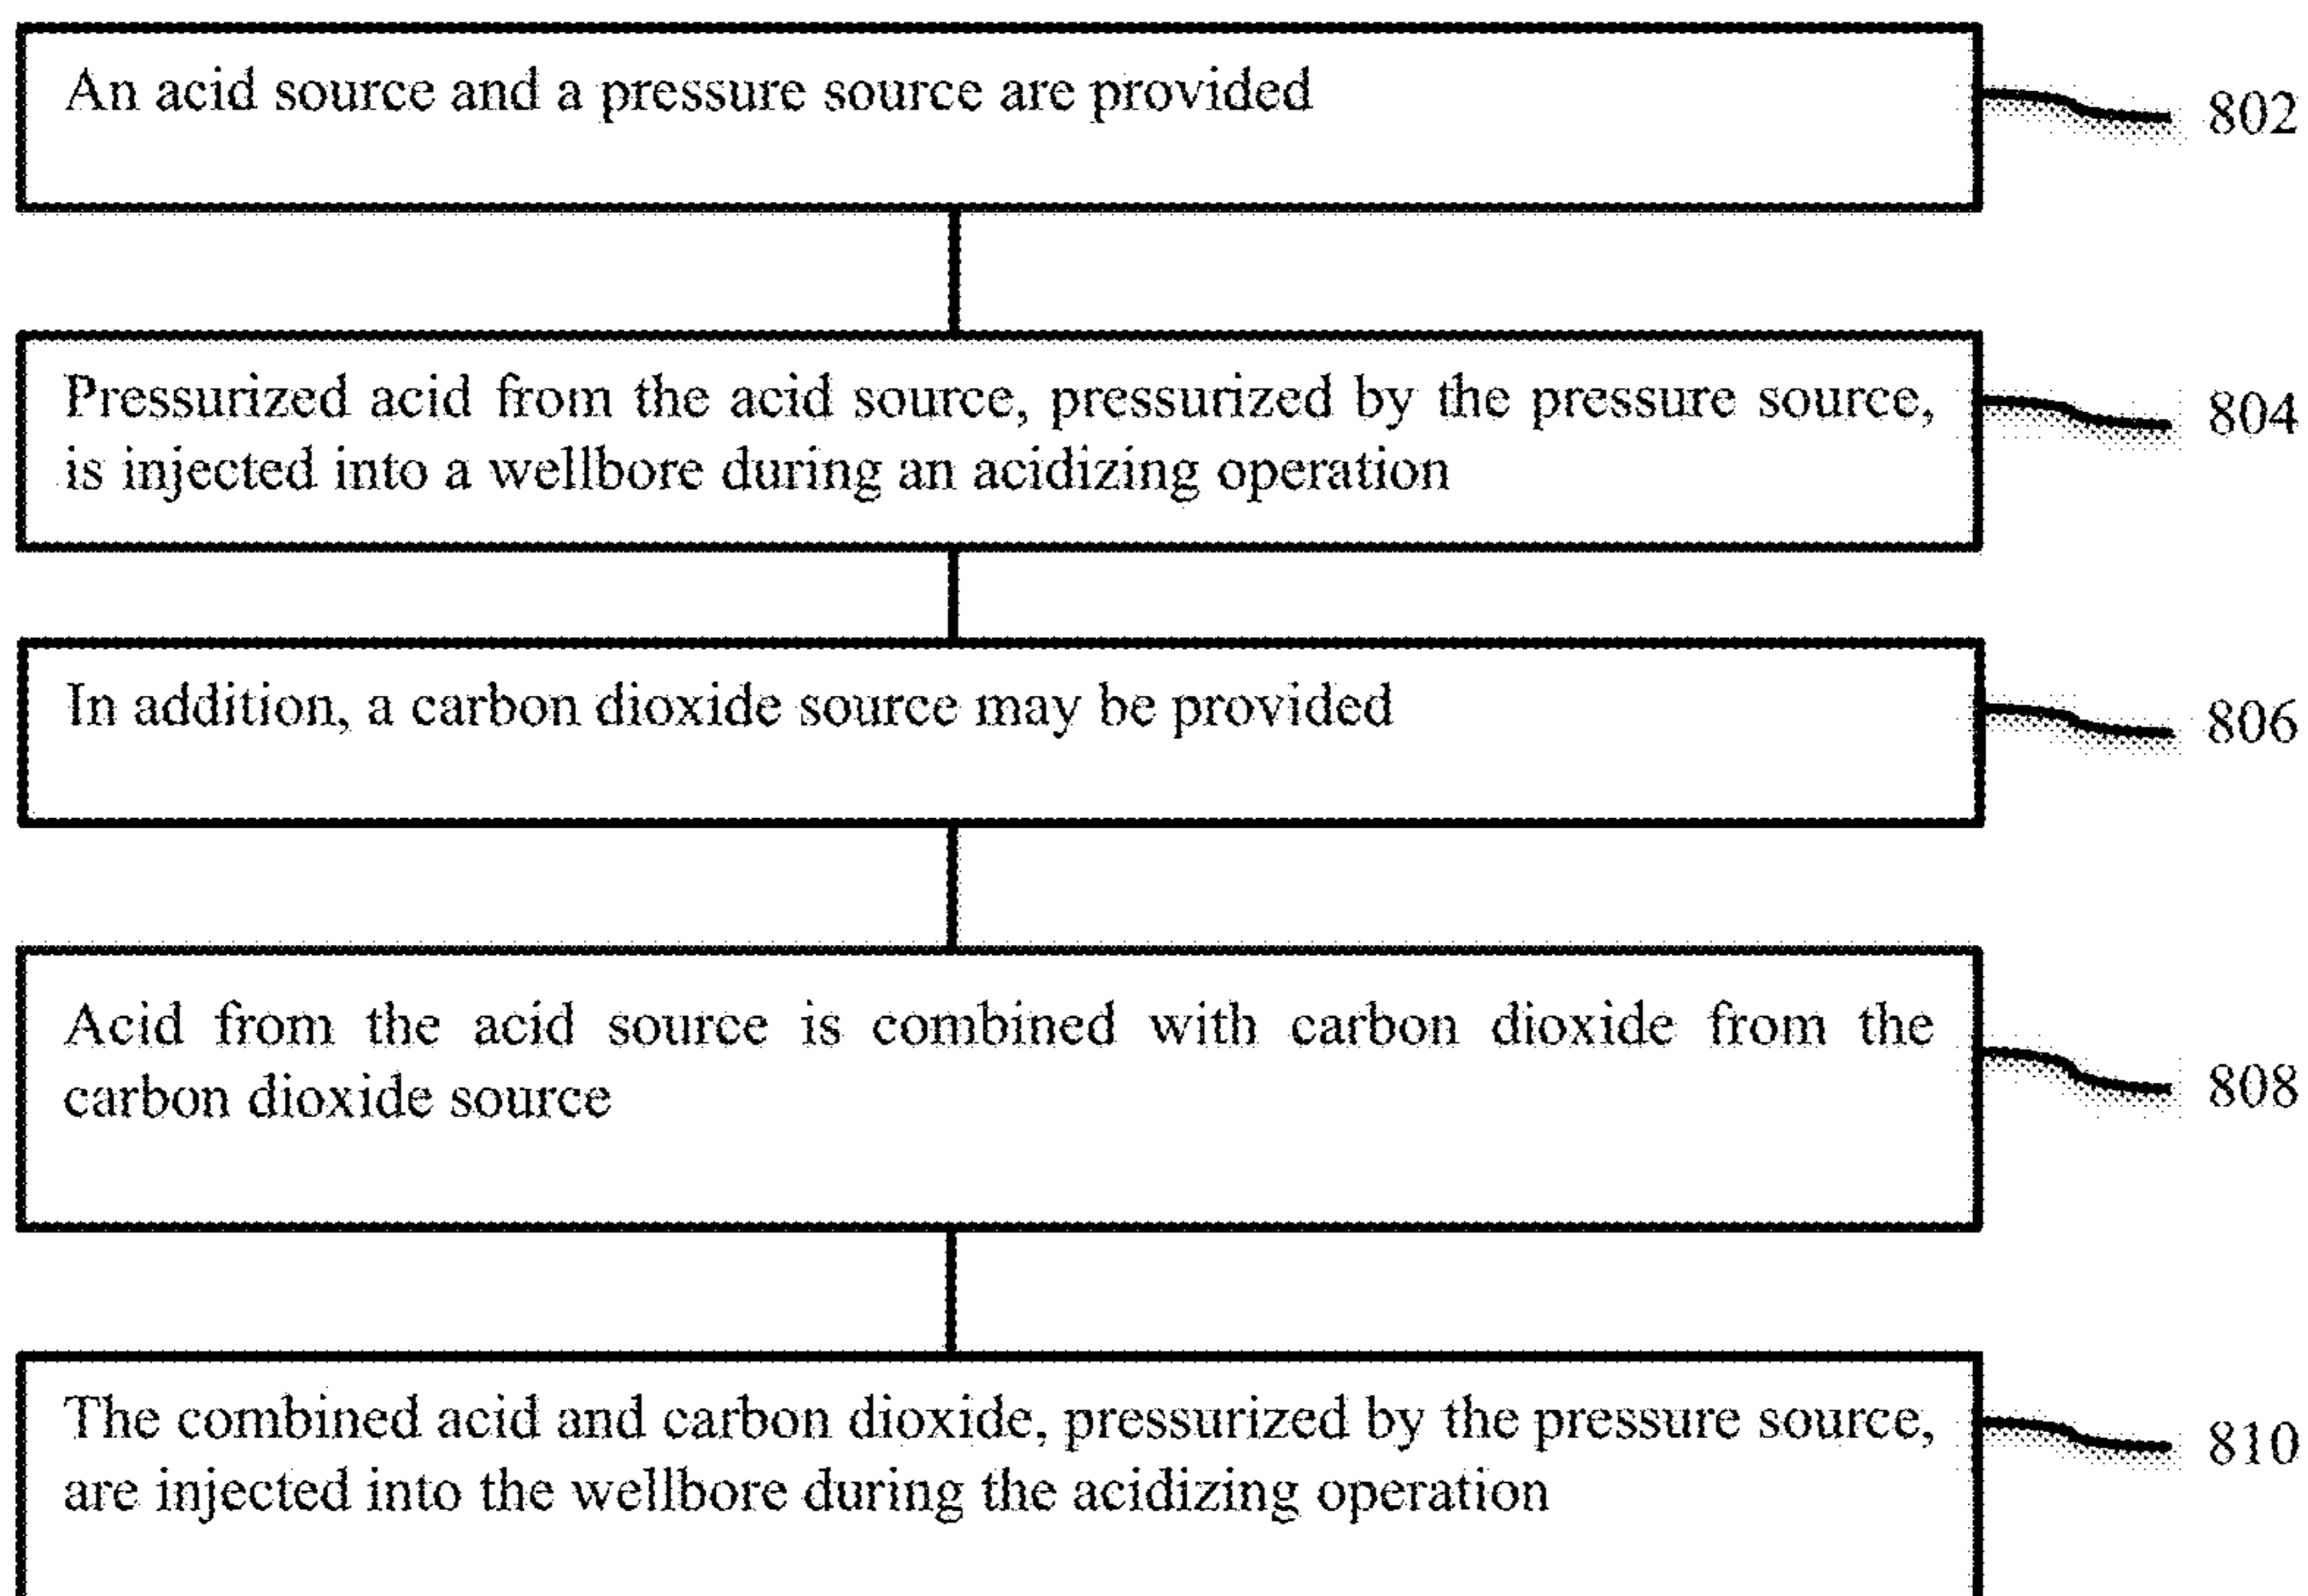 An acid source and a pressure source are provided
802
Pressurized acid from the acid source, pressurized by the pressure source,
is injected into a wellbore during an acidizing operation
804
In addition, a carbon dioxide source may be provided
806
Acid from the acid source is combined with carbon dioxide from the
carbon dioxide source
808
The combined acid and carbon dioxide, pressurized by the pressure source,
are injected into the wellbore during the acidizing operation
810